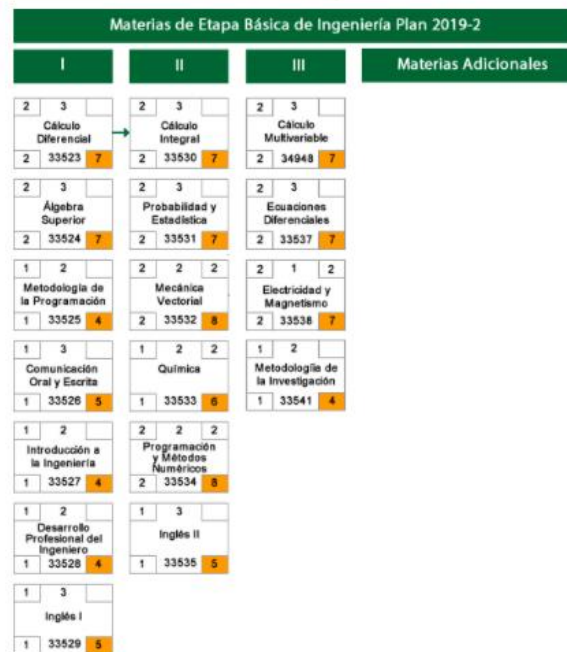 Materias de Etapa Básica de Ingeniería Plan 2019-2
I
II
III
Materias Adicionales
2 3
Cálculo
Diferencial
2 33523 7
2 3
Cálculo
Integral
2 33530 7
2 3
Cálculo
Multivariable
2 34948 7
2 3
Álgebra
Superior
2 33524 7
2 3
Probabilidad y
Estadística
2 33531 7
2 3
Ecuaciones
Diferenciales
2 33537 7
1 2
Metodología de
la Programación
1 33525 4
2 2 2
Mecánica
Vectorial
2 33532 8
2 1 2
Electricidad y
Magnetismo
2 33538 7
1 3
Comunicación
Oral y Escrita
1 33526 5
1 2 2
Química
1 33533 6
1 2
Metodología de
la Investigación
1 33541 4
1 2
Introducción a
la Ingeniería
1 33527 4
2 2 2
Programación
y Métodos
Numéricos
2 33534 8
1 2
Desarrollo
Profesional del
Ingeniero
1 33528 4
1 3
Inglés II
1 33535 5
1 3
Inglés I
1 33529 5